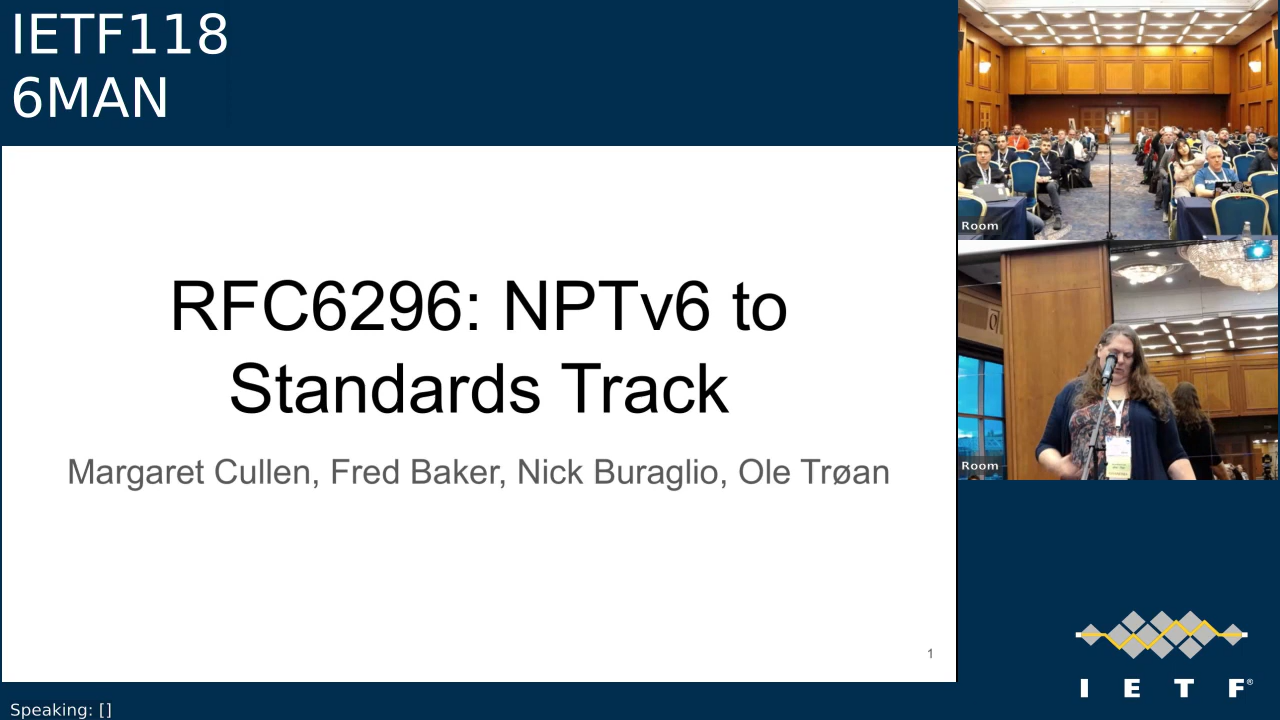 IETF118
6MAN
RFC6296: NPTv6 to
Standards Track
Margaret Cullen, Fred Baker, Nick Buraglio, Ole Trøan
1
Speaking: []
Room
Room
I E T F®